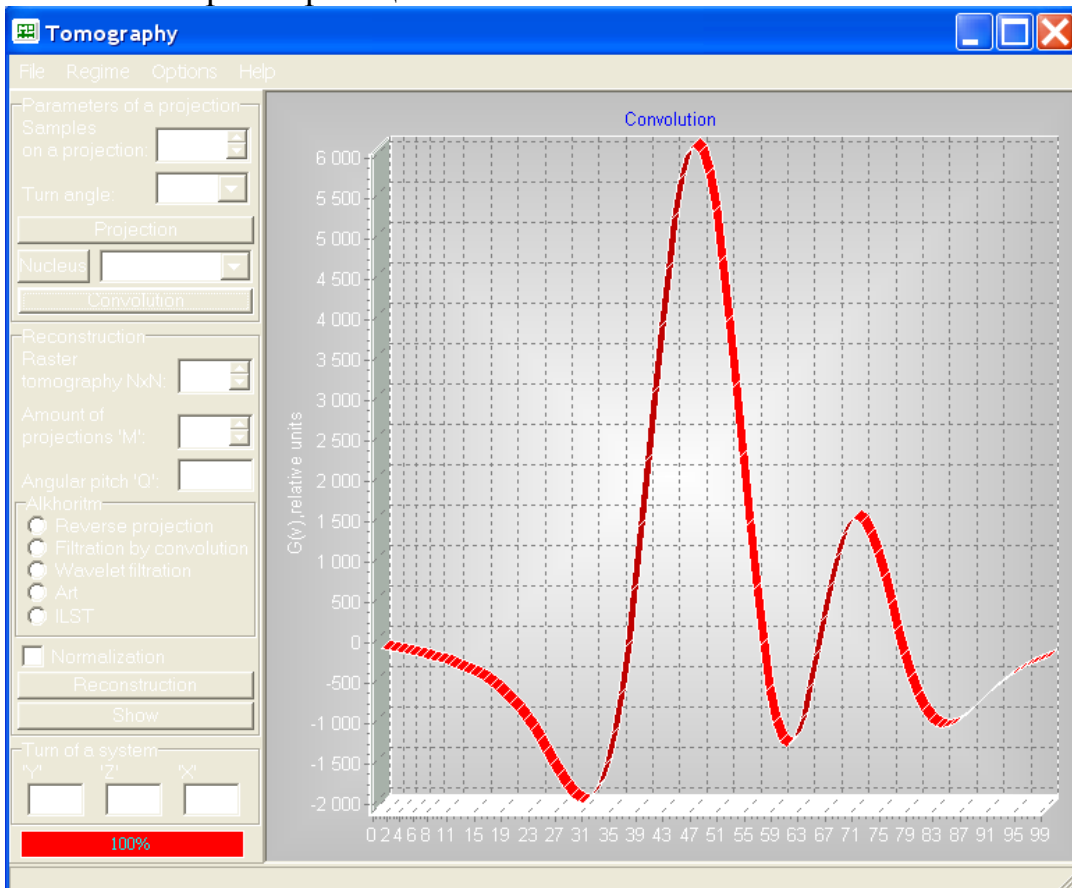 Tomography
File Regime Options Help
Parameters of a projection
Samples
on a projection:
Turn angle:
Projection
Nucleus
Convolution
Reconstruction
Raster
tomography NxN:
Amount of
projections 'M':
Angular pitch 'O':
Alkhoritm
Reverse projection
Filtration by convolution
Wavelet filtration
Art
ILST
Normalization
Reconstruction
Show
Turn of a system
'Y' 'Z' 'X'
100%
Convolution
G(v),relative units
6 000
5 500
5 000
4 500
4 000
3 500
3 000
2 500
2 000
1 500
1 000
500
0
-500
-1 000
-1 500
-2 000
0 2 4 6 8 11 15 19 23 27 31 35 39 43 47 51 55 59 63 67 71 75 79 83 87 91 95 99